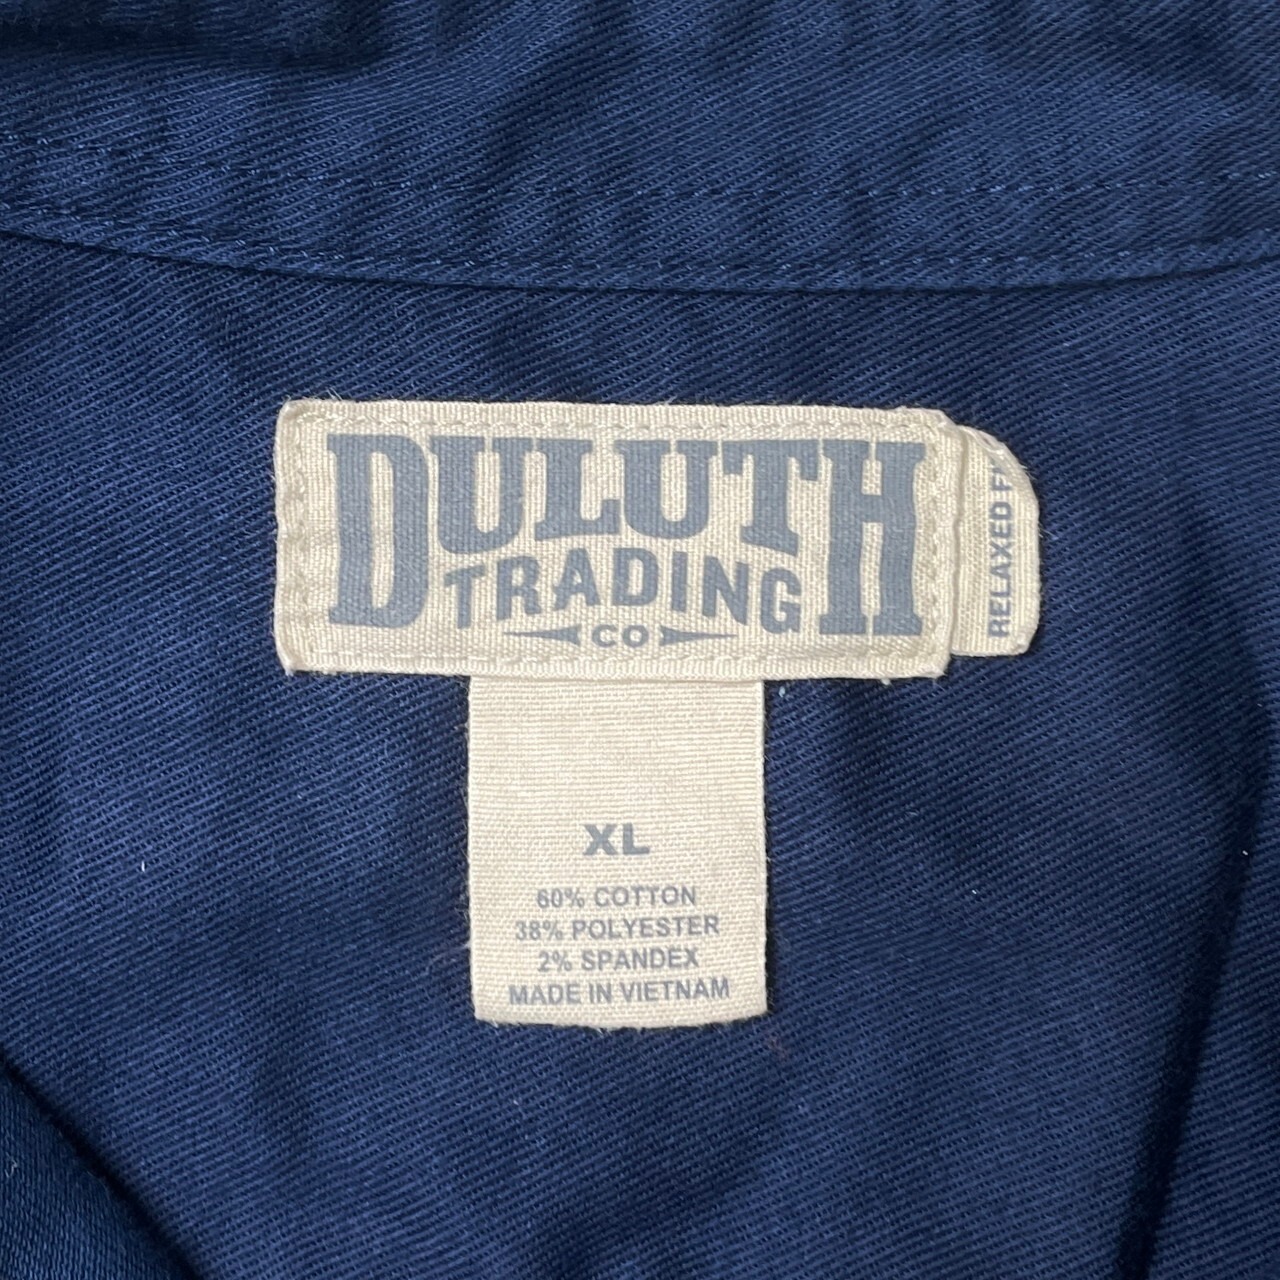 DULUTH
TRADING
CO
RELAXED
XL
60% COTTON
38% POLYESTER
2% SPANDEX
MADE IN VIETNAM